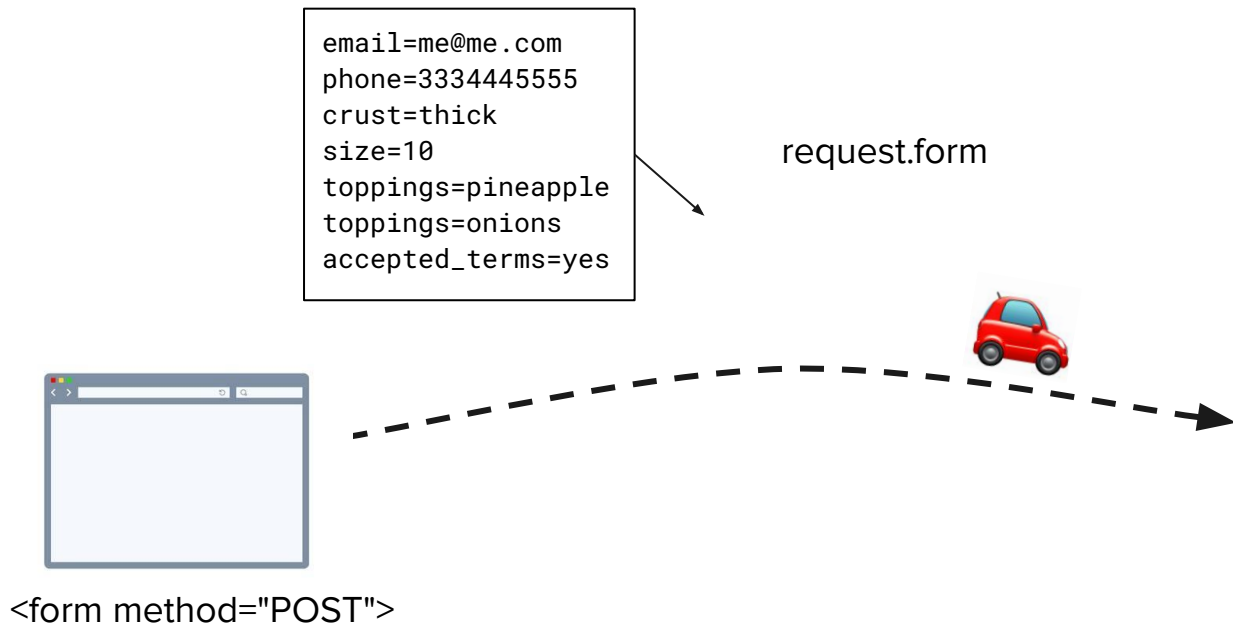 email=me@me.com
phone=3334445555
crust=thick
size=10
toppings=pineapple
toppings=onions
accepted_terms=yes
request.form
<form method="POST">